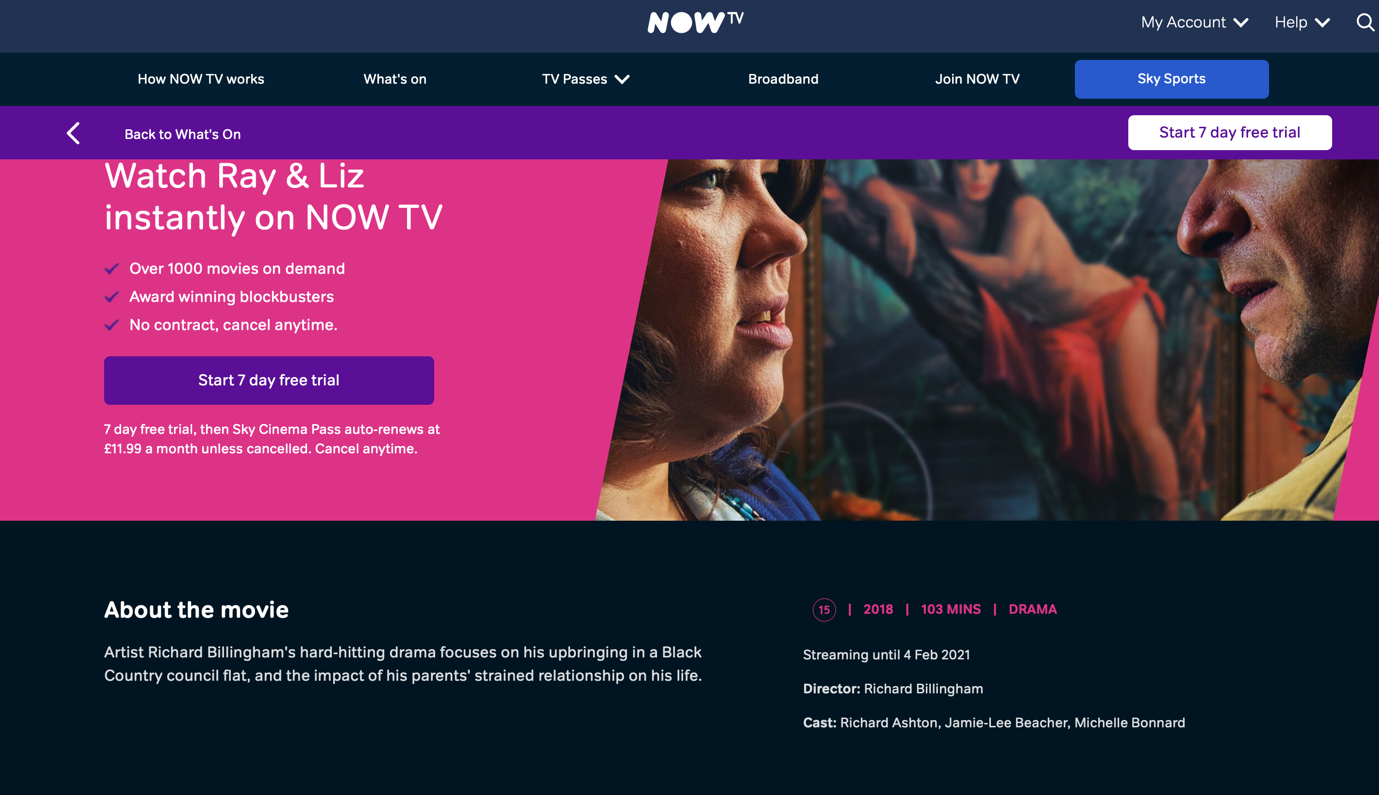 NOW TV
My Account
Help
How NOW TV works
What's on
TV Passes
Broadband
Join NOW TV
Sky Sports
Back to What's On
Start 7 day free trial
Watch Ray & Liz
instantly on NOW TV
Over 1000 movies on demand
Award winning blockbusters
No contract, cancel anytime.
Start 7 day free trial
7 day free trial, then Sky Cinema Pass auto-renews at
£11.99 a month unless cancelled. Cancel anytime.
About the movie
Artist Richard Billingham's hard-hitting drama focuses on his upbringing in a Black
Country council flat, and the impact of his parents' strained relationship on his life.
15 | 2018 | 103 MINS | DRAMA
Streaming until 4 Feb 2021
Director: Richard Billingham
Cast: Richard Ashton, Jamie-Lee Beacher, Michelle Bonnard